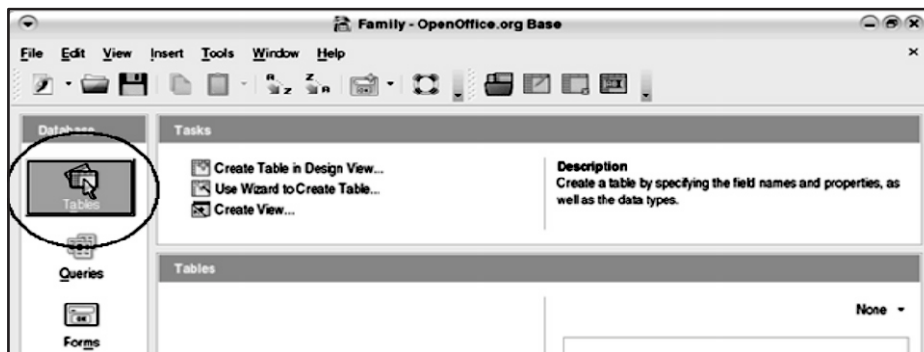 Family - OpenOffice.org Base
File Edit View Insert Tools Window Help
Database
Tables
Queries
Forms
Tasks
Create Table in Design View...
Use Wizard to Create Table...
Create View...
Description
Create a table by specifying the field names and properties, as
well as the data types.
Tables
None